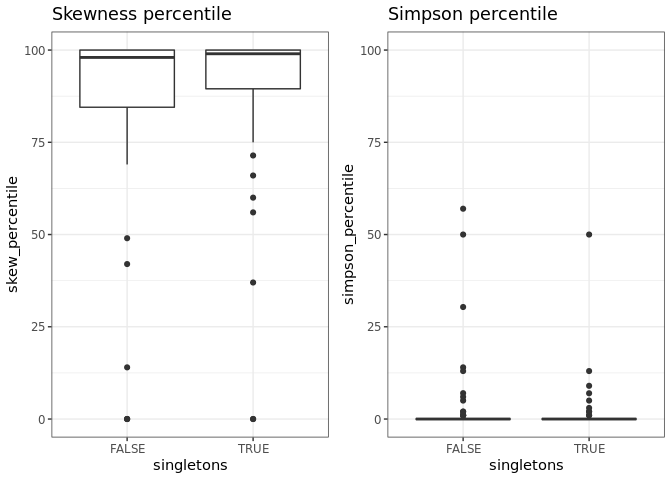 Skewness percentile
skew_percentile
100
75
50
25
0
FALSE
TRUE
singletons
Simpson percentile
simpson_percentile
100
75
50
25
0
FALSE
TRUE
singletons